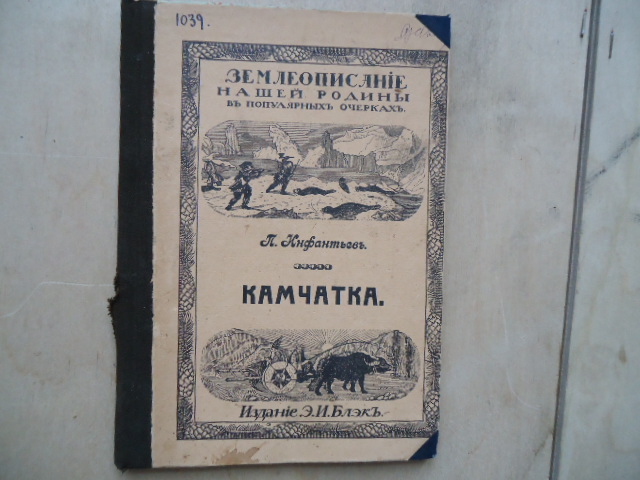 1039.
ЗЕМЛЕОПИСАНІЕ
НАШЕЙ РОДИНЫ
ВЪ ПОПУЛЯРНЫХЪ ОЧЕРКАХЪ.
П. Инфантьевъ.
КАМЧАТКА.
Изданіе Э.И.БлэкЪ.